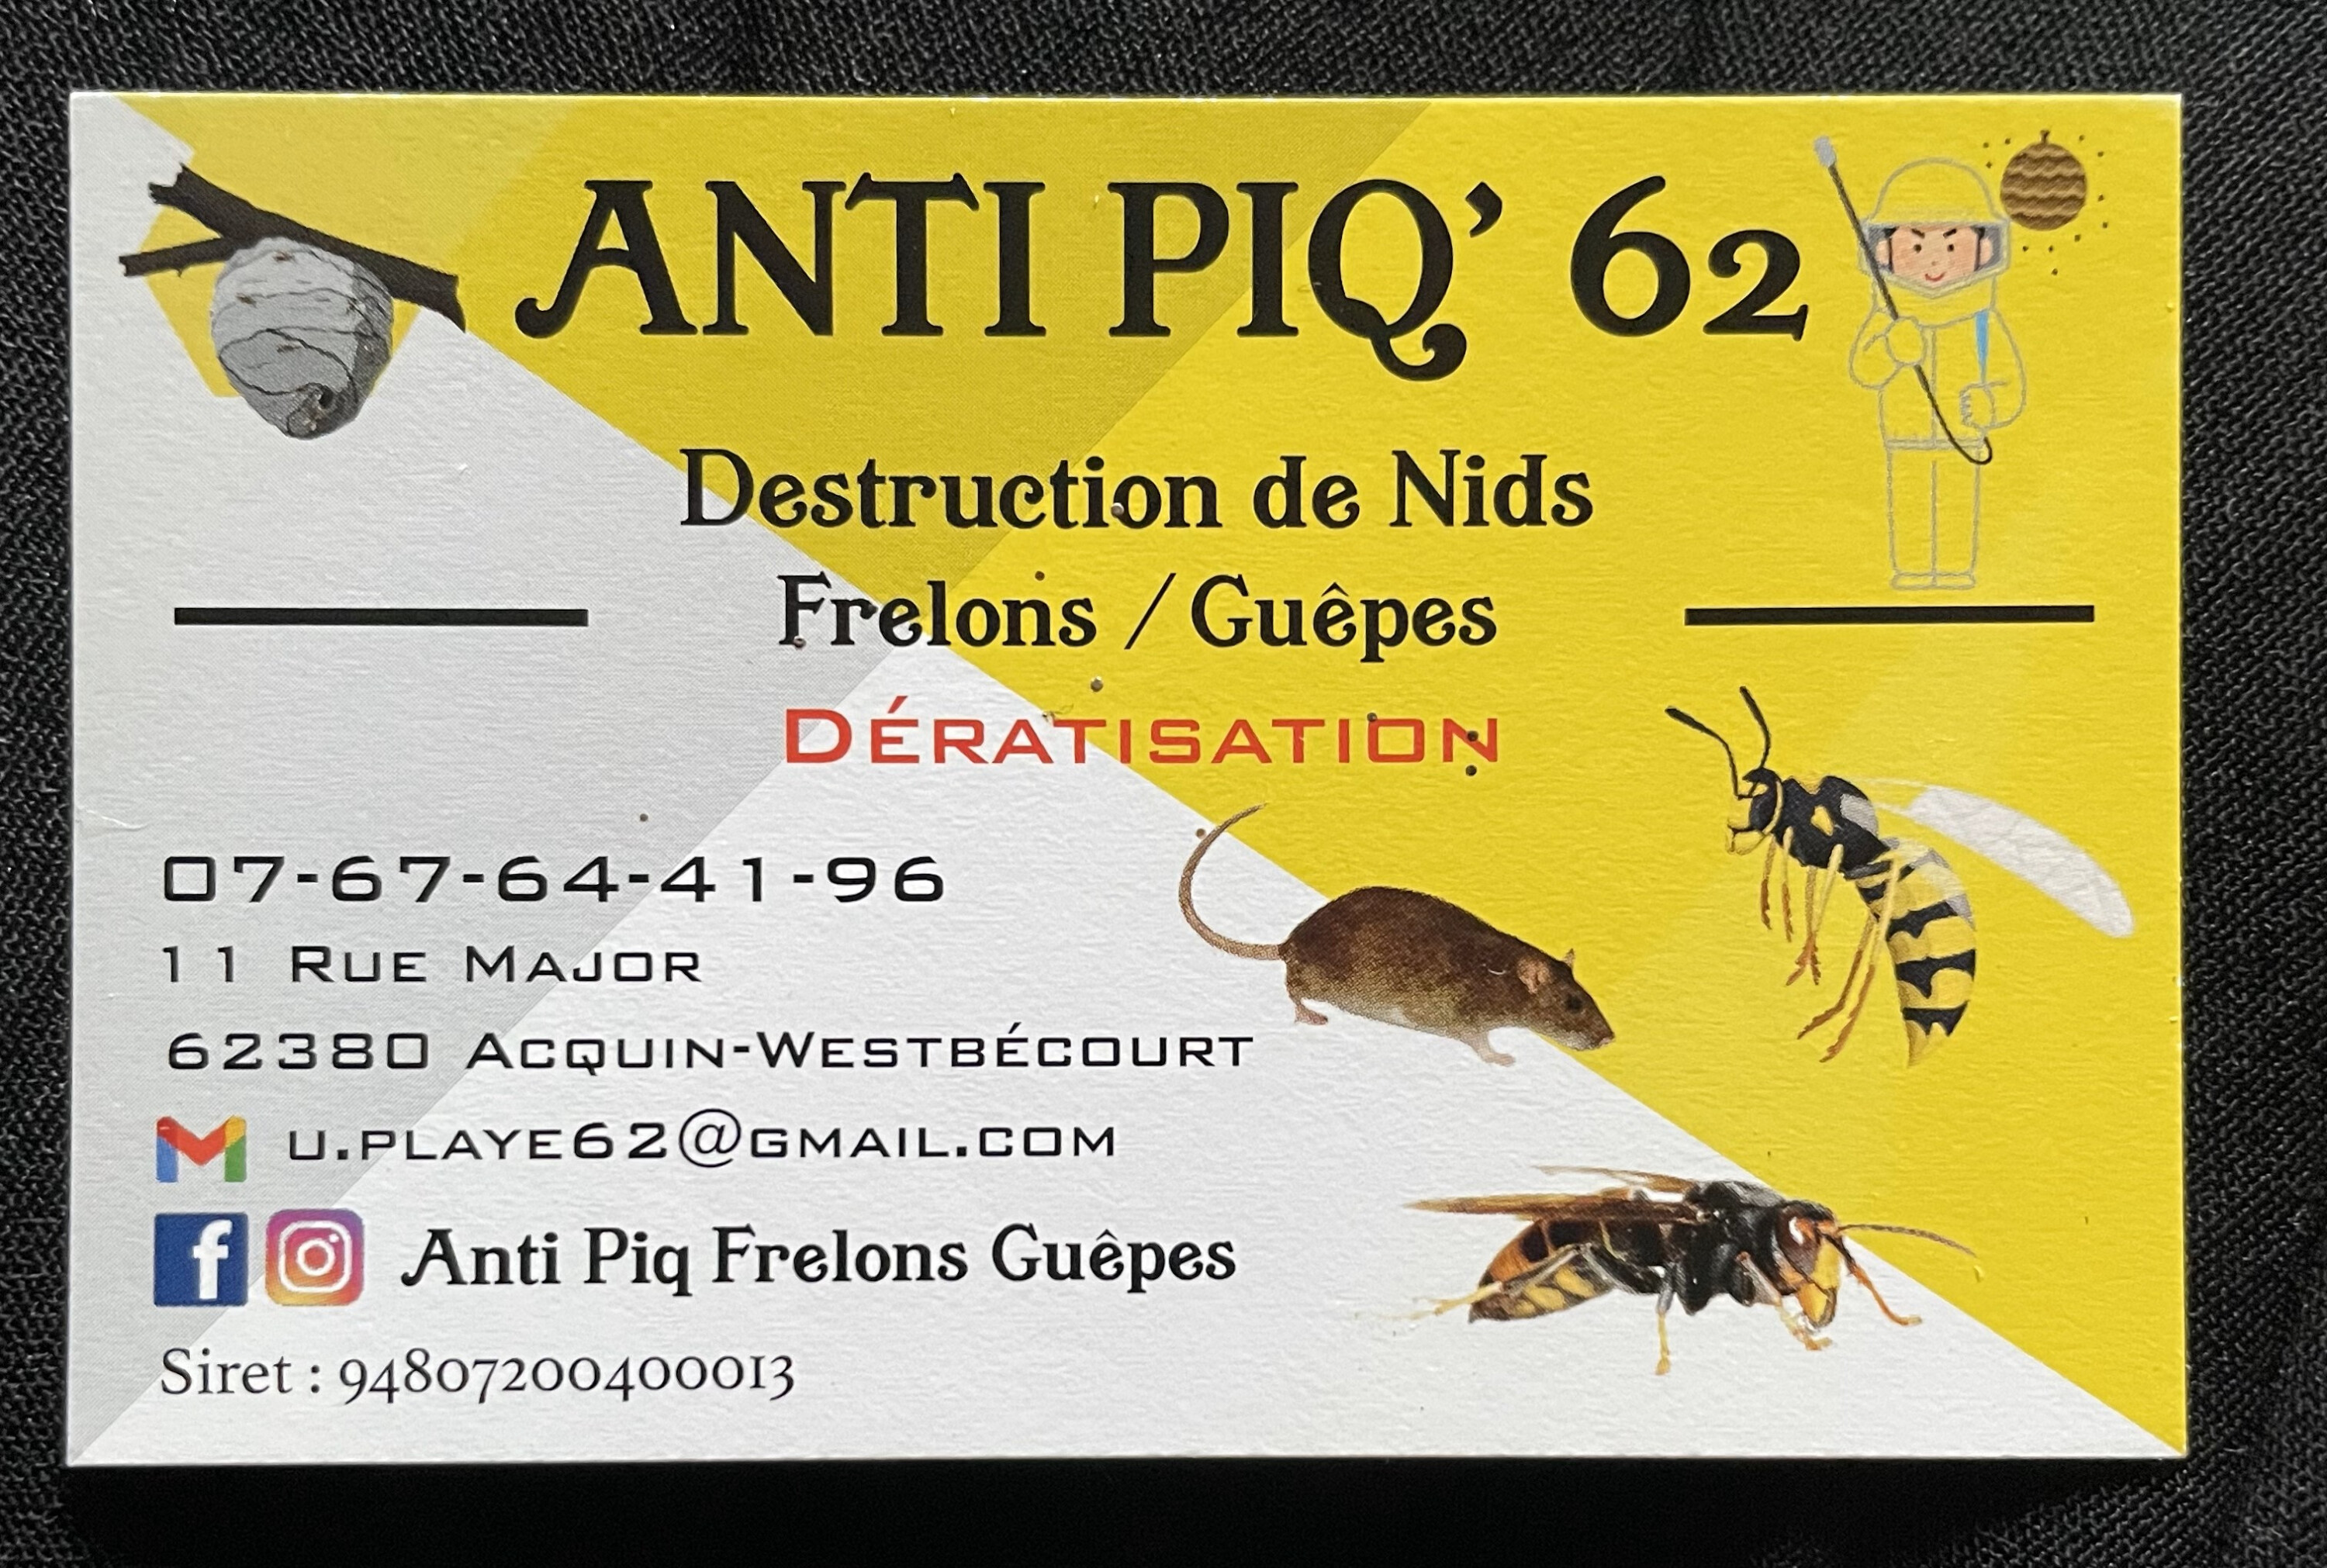 ANTI PIQ' 62
Destruction de Nids
Frelons / Guêpes
DÉRATISATION
07-67-64-41-96
11 RUE MAJOR
62380 ACQUIN-WESTBÉCOURT
U.PLAYE62@GMAIL.COM
Anti Piq Frelons Guêpes
Siret : 94807200400013